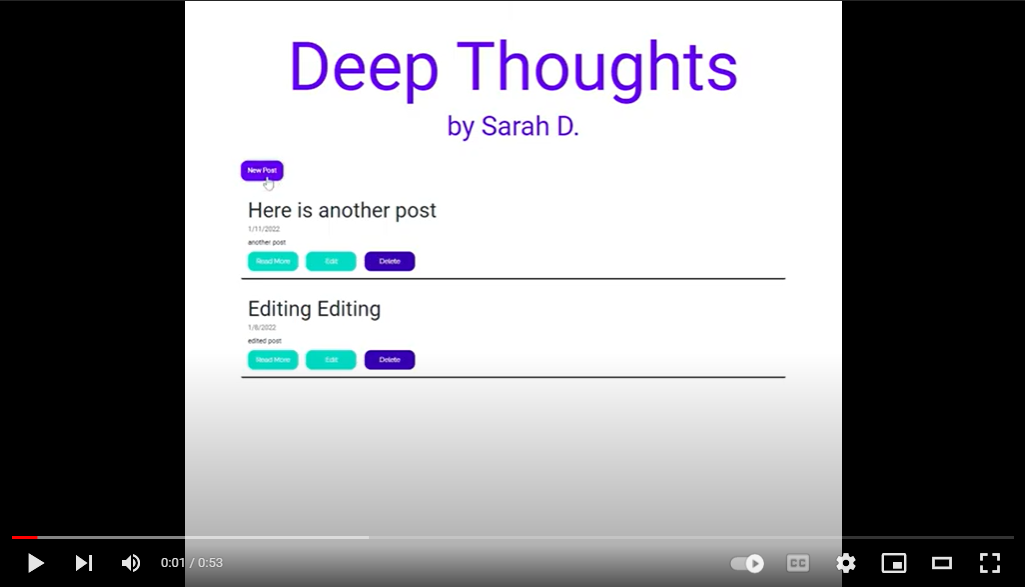 Deep Thoughts
by Sarah D.
New Post
Here is another post
1/11/2022
another post
Read More Edit Delete
Editing Editing
1/8/2022
edited post
Read More Edit Delete
0:01 / 0:53
CC